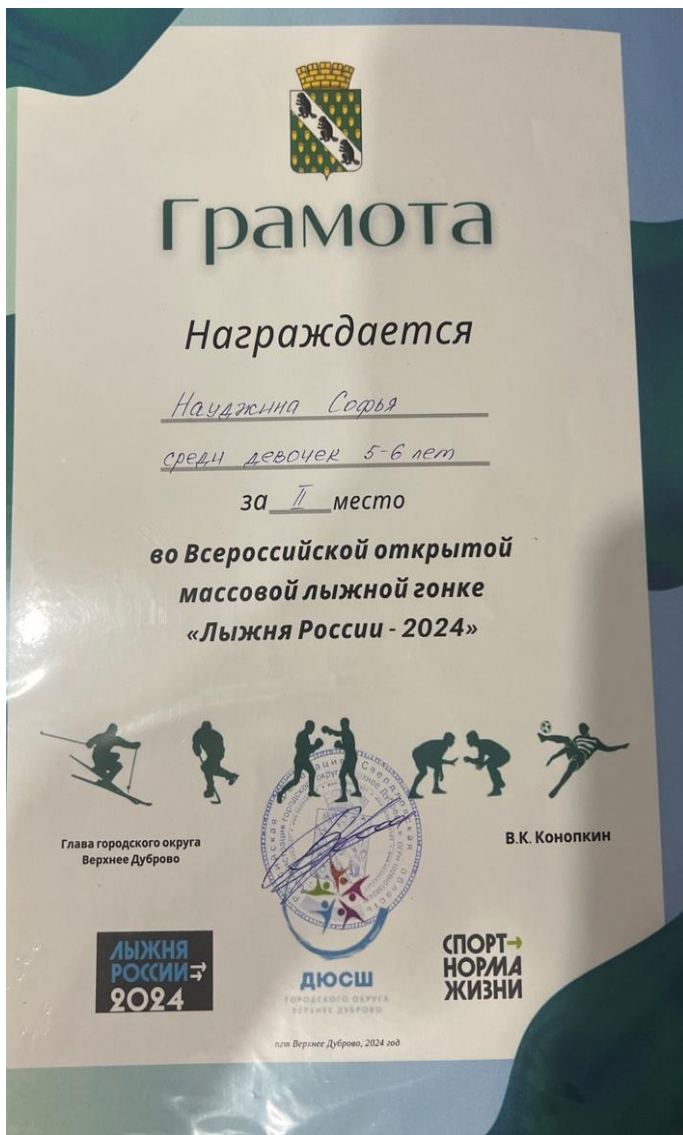 Грамота
Награждается
Науджина Софья
среди девочек 5-6 лет
за II место
во Всероссийской открытой
массовой лыжной гонке
«Лыжня России - 2024»
Глава городского округа
Верхнее Дуброво
В.К. Конопкин
ЛЫЖНЯ
РОССИИ
2024
ДЮСШ
ГОРОДСКОГО ОКРУГА
ВЕРХНЕЕ ДУБРОВО
СПОРТ
НОРМА
ЖИЗНИ
пгт Верхнее Дуброво, 2024 год